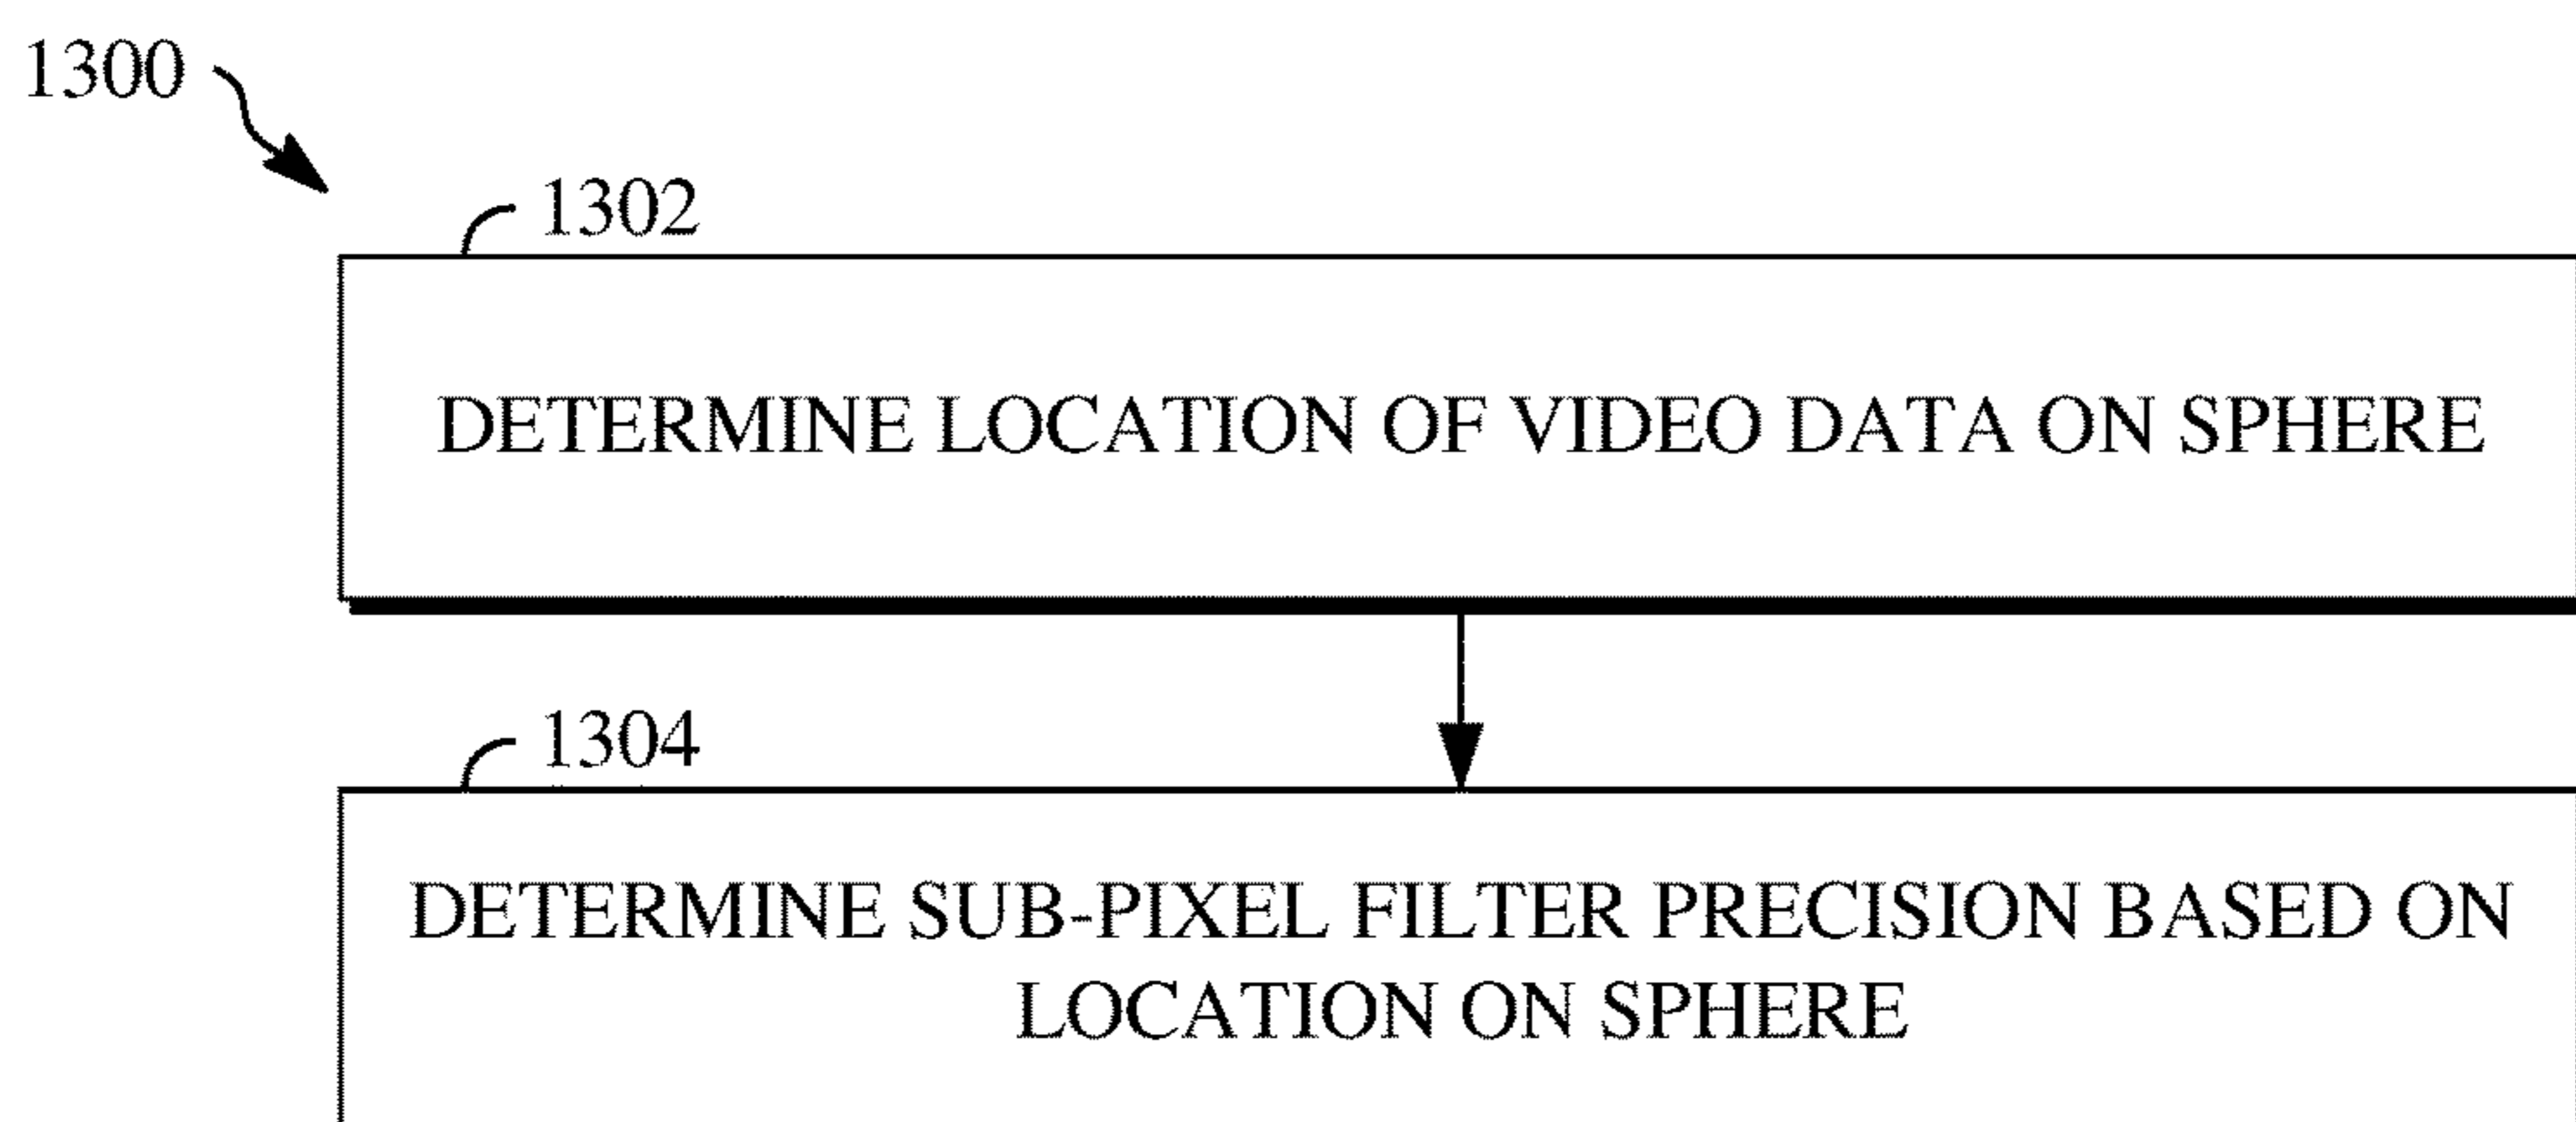 1300
1302
DETERMINE LOCATION OF VIDEO DATA ON SPHERE
1304
DETERMINE SUB-PIXEL FILTER PRECISION BASED ON
LOCATION ON SPHERE